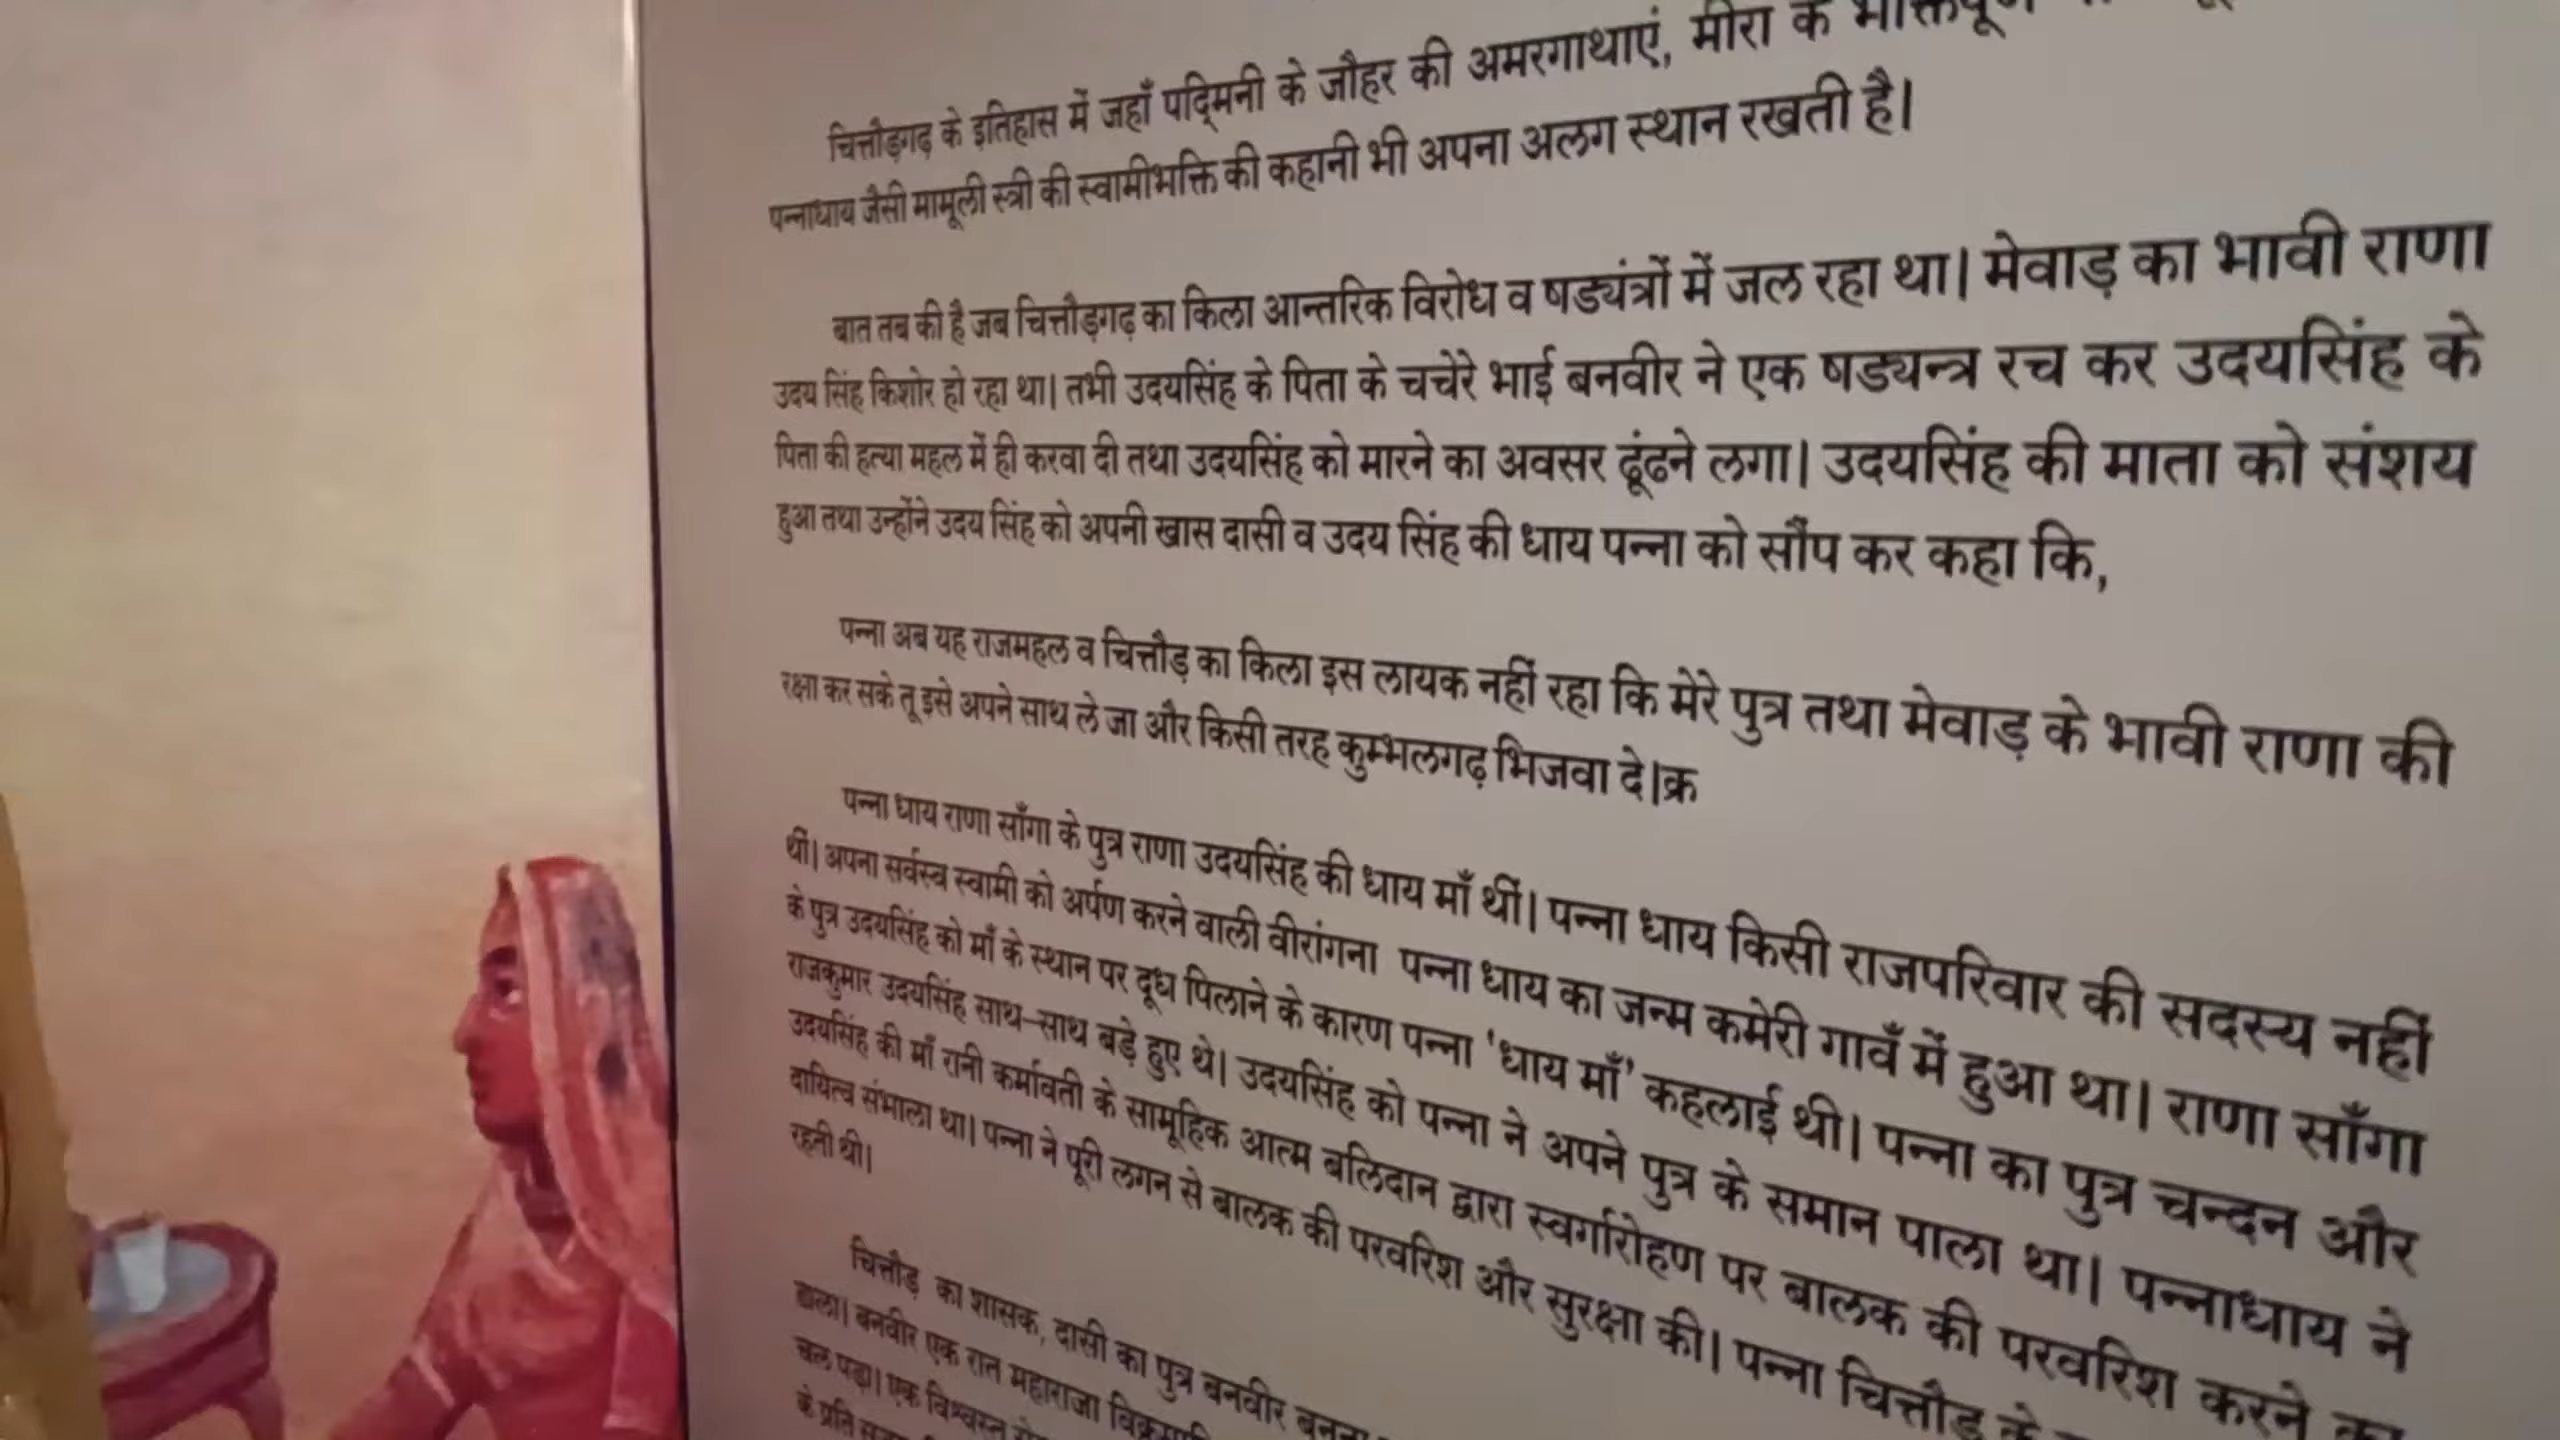 चित्तौड़गढ़ के इतिहास में जहाँ पद्मिनी के जौहर की अमरगाथाएं, मीरा के
पन्नाधाय जैसी मामूली स्त्री की स्वामीभक्ति की कहानी भी अपना अलग स्थान रखती है।
बात तब की है जब चित्तौड़गढ़ का किला आन्तरिक विरोध व षड्यंत्रों में जल रहा था। मेवाड़ का भावी राणा
उदय सिंह किशोर हो रहा था। तभी उदयसिंह के पिता के चचेरे भाई बनवीर ने एक षड्यन्त्र रच कर उदयसिंह के
पिता की हत्या महल में ही करवा दी तथा उदयसिंह को मारने का अवसर ढूंढने लगा। उदयसिंह की माता को संशय
हुआ तथा उन्होंने उदय सिंह को अपनी खास दासी व उदय सिंह की धाय पन्ना को सौंप कर कहा कि,
पन्ना अब यह राजमहल व चित्तौड़ का किला इस लायक नहीं रहा कि मेरे पुत्र तथा मेवाड़ के भावी राणा की
रक्षा कर सके तू इसे अपने साथ ले जा और किसी तरह कुम्भलगढ़ भिजवा दे।क्र
पन्ना धाय राणा साँगा के पुत्र राणा उदयसिंह की धाय माँ थीं। पन्ना धाय किसी राजपरिवार की सदस्य नहीं
थीं। अपना सर्वस्व स्वामी को अर्पण करने वाली वीरांगना पन्ना धाय का जन्म कमेरी गावँ में हुआ था। राणा साँगा
के पुत्र उदयसिंह को माँ के स्थान पर दूध पिलाने के कारण पन्ना 'धाय माँ' कहलाई थी। पन्ना का पुत्र चन्दन और
राजकुमार उदयसिंह साथ-साथ बड़े हुए थे। उदयसिंह को पन्ना ने अपने पुत्र के समान पाला था। पन्नाधाय ने
उदयसिंह की माँ रानी कर्मावती के सामूहिक आत्म बलिदान द्वारा स्वर्गारोहण पर बालक की परवरिश करने का
दायित्व संभाला था। पन्ना ने पूरी लगन से बालक की परवरिश और सुरक्षा की। पन्ना चित्तौड़ के
रहती थी।
चित्तौड़ का शासक, दासी का पुत्र बनवीर बनना
डाला। बनवीर एक रात महाराजा
चल पड़ा। एक विश्वस्त
के प्रति